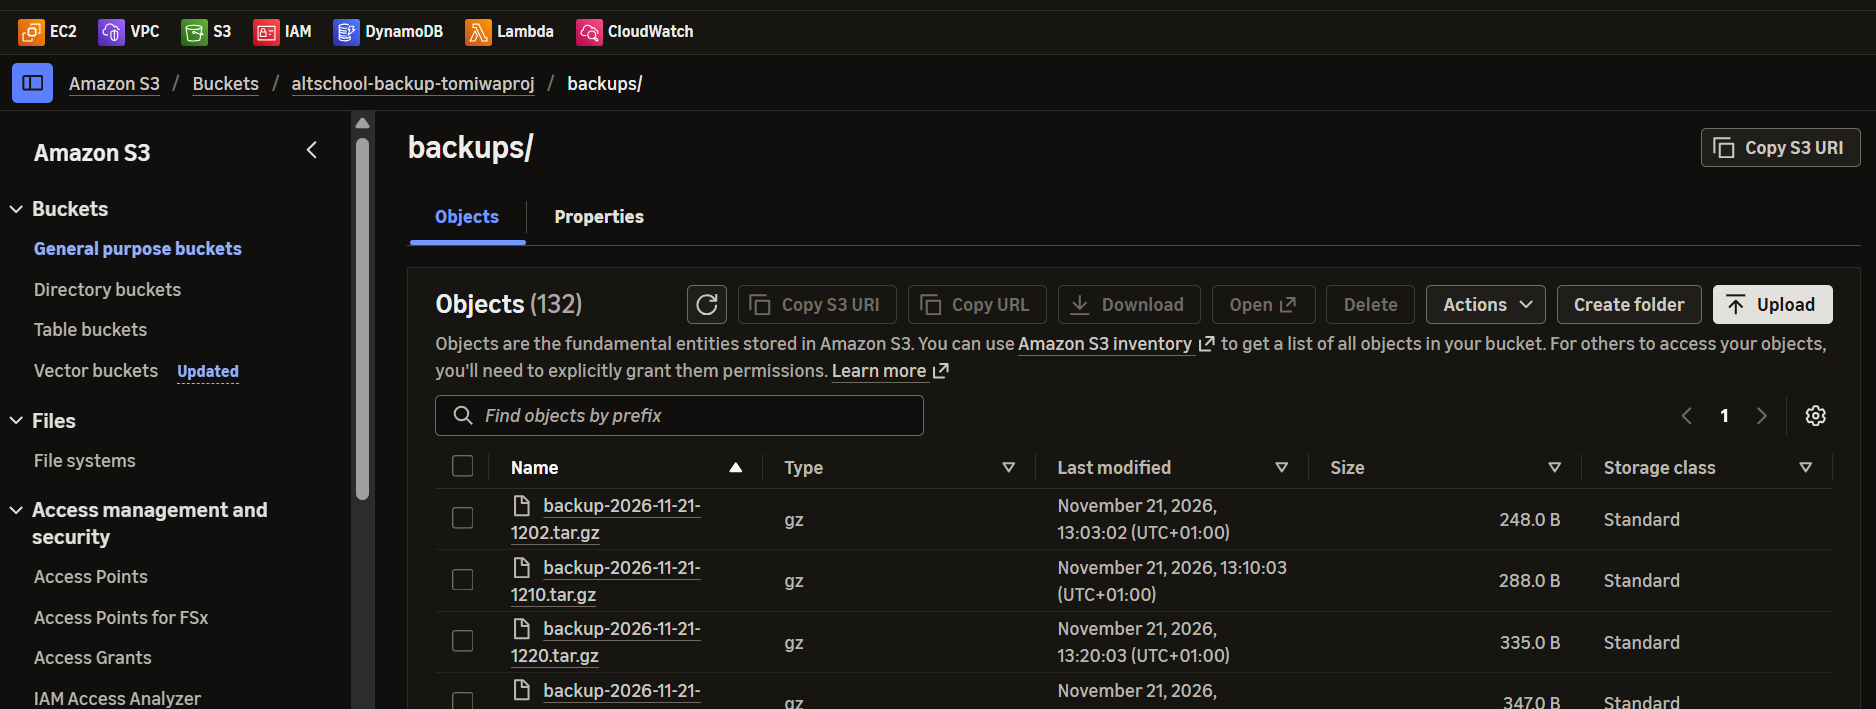 EC2 VPC S3 IAM DynamoDB Lambda CloudWatch
Amazon S3 / Buckets / altschool-backup-tomiwaproj / backups/
Amazon S3
Buckets
General purpose buckets
Directory buckets
Table buckets
Vector buckets Updated
Files
File systems
Access management and
security
Access Points
Access Points for FSx
Access Grants
IAM Access Analyzer
backups/
Copy S3 URI
Objects Properties
Objects (132)
Copy S3 URI Copy URL Download Open Delete Actions Create folder Upload
Objects are the fundamental entities stored in Amazon S3. You can use Amazon S3 inventory to get a list of all objects in your bucket. For others to access your objects,
you'll need to explicitly grant them permissions. Learn more
Find objects by prefix
1
Name Type Last modified Size Storage class
backup-2026-11-21-
1202.tar.gz
gz
November 21, 2026,
13:03:02 (UTC+01:00)
248.0 B
Standard
backup-2026-11-21-
1210.tar.gz
gz
November 21, 2026, 13:10:03
(UTC+01:00)
288.0 B
Standard
backup-2026-11-21-
1220.tar.gz
gz
November 21, 2026,
13:20:03 (UTC+01:00)
335.0 B
Standard
backup-2026-11-21-
gz
November 21, 2026,
347.0 B
Standard